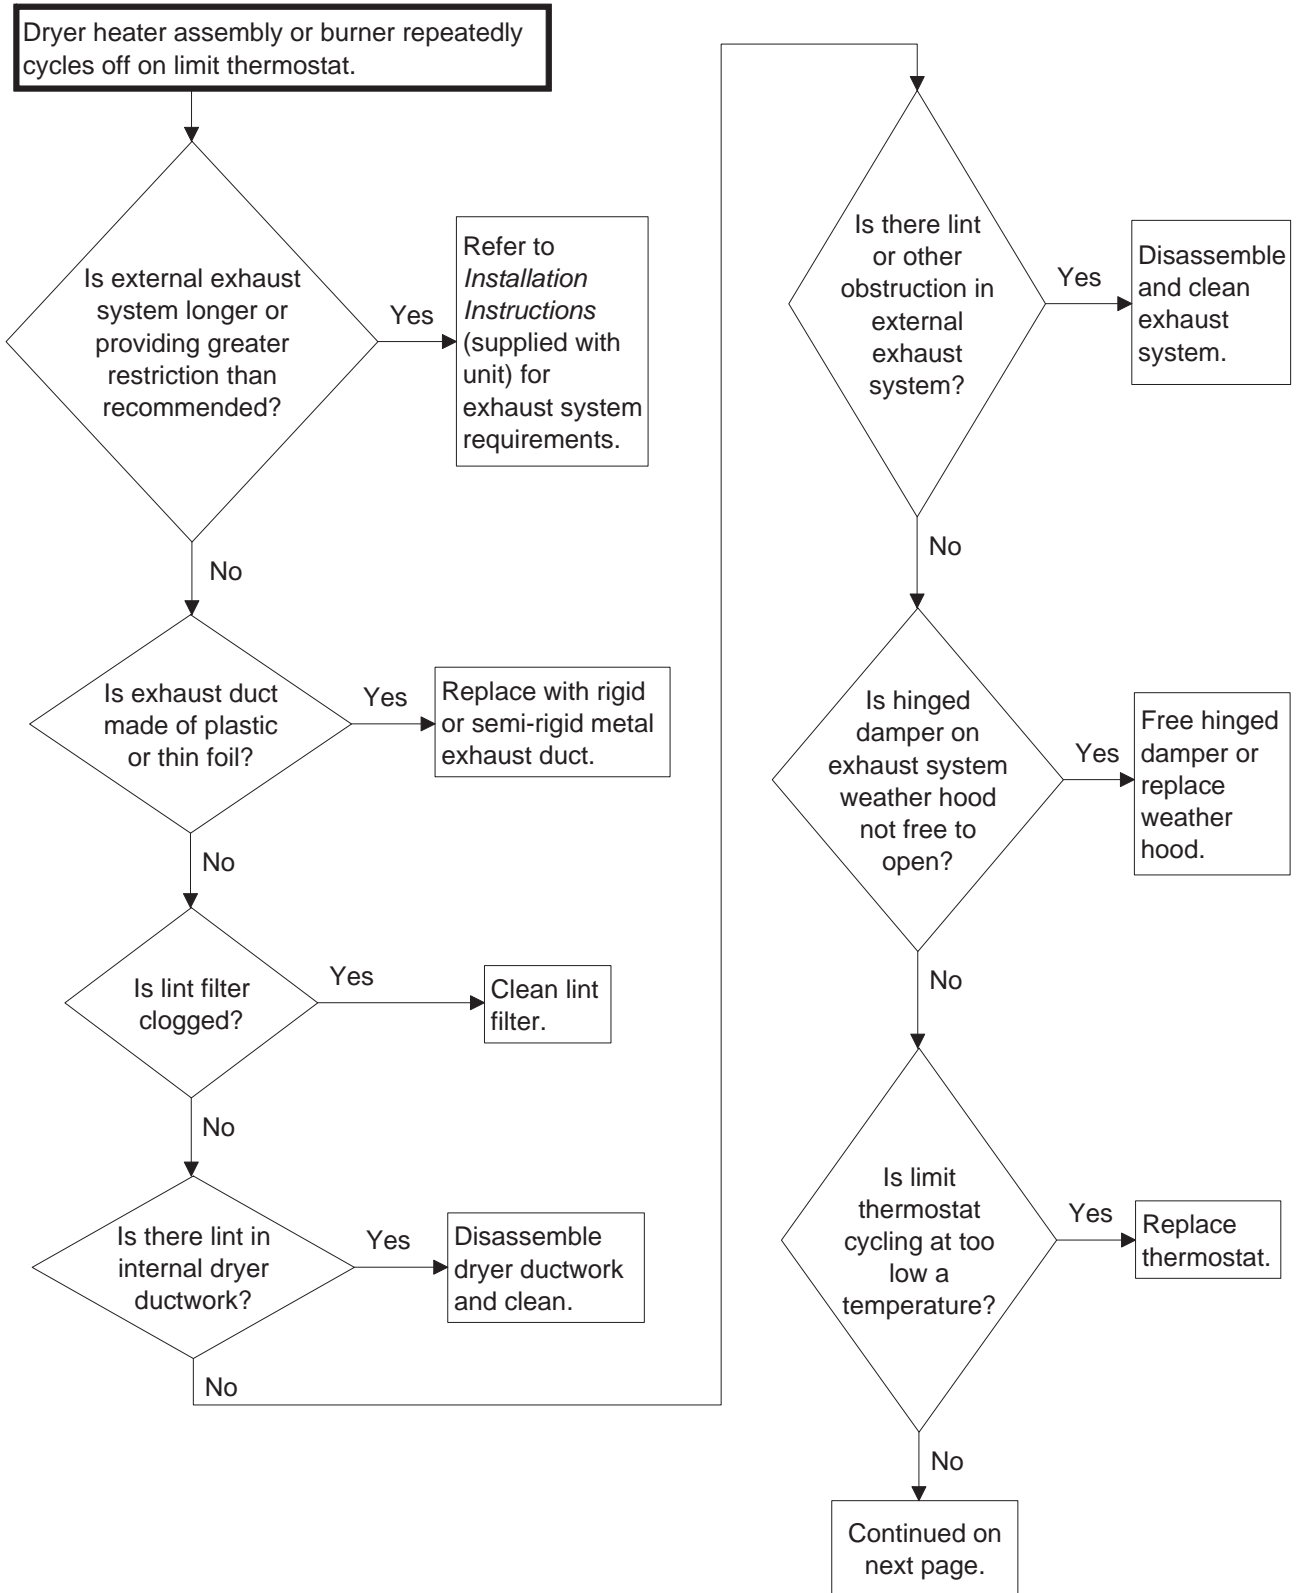 Dryer heater assembly or burner repeatedly
cycles off on limit thermostat.
Is external exhaust
system longer or
providing greater
restriction than
recommended?
Yes
Refer to
Installation
Instructions
(supplied with
unit) for
exhaust system
requirements.
No
Is exhaust duct
made of plastic
or thin foil?
Yes
Replace with rigid
or semi-rigid metal
exhaust duct.
No
Is lint filter
clogged?
Yes
Clean lint
filter.
No
Is there lint in
internal dryer
ductwork?
Yes
Disassemble
dryer ductwork
and clean.
No
Is there lint
or other
obstruction in
external
exhaust
system?
Yes
Disassemble
and clean
exhaust
system.
No
Is hinged
damper on
exhaust system
weather hood
not free to
open?
Yes
Free hinged
damper or
replace
weather
hood.
No
Is limit
thermostat
cycling at too
low a
temperature?
Yes
Replace
thermostat.
No
Continued on
next page.